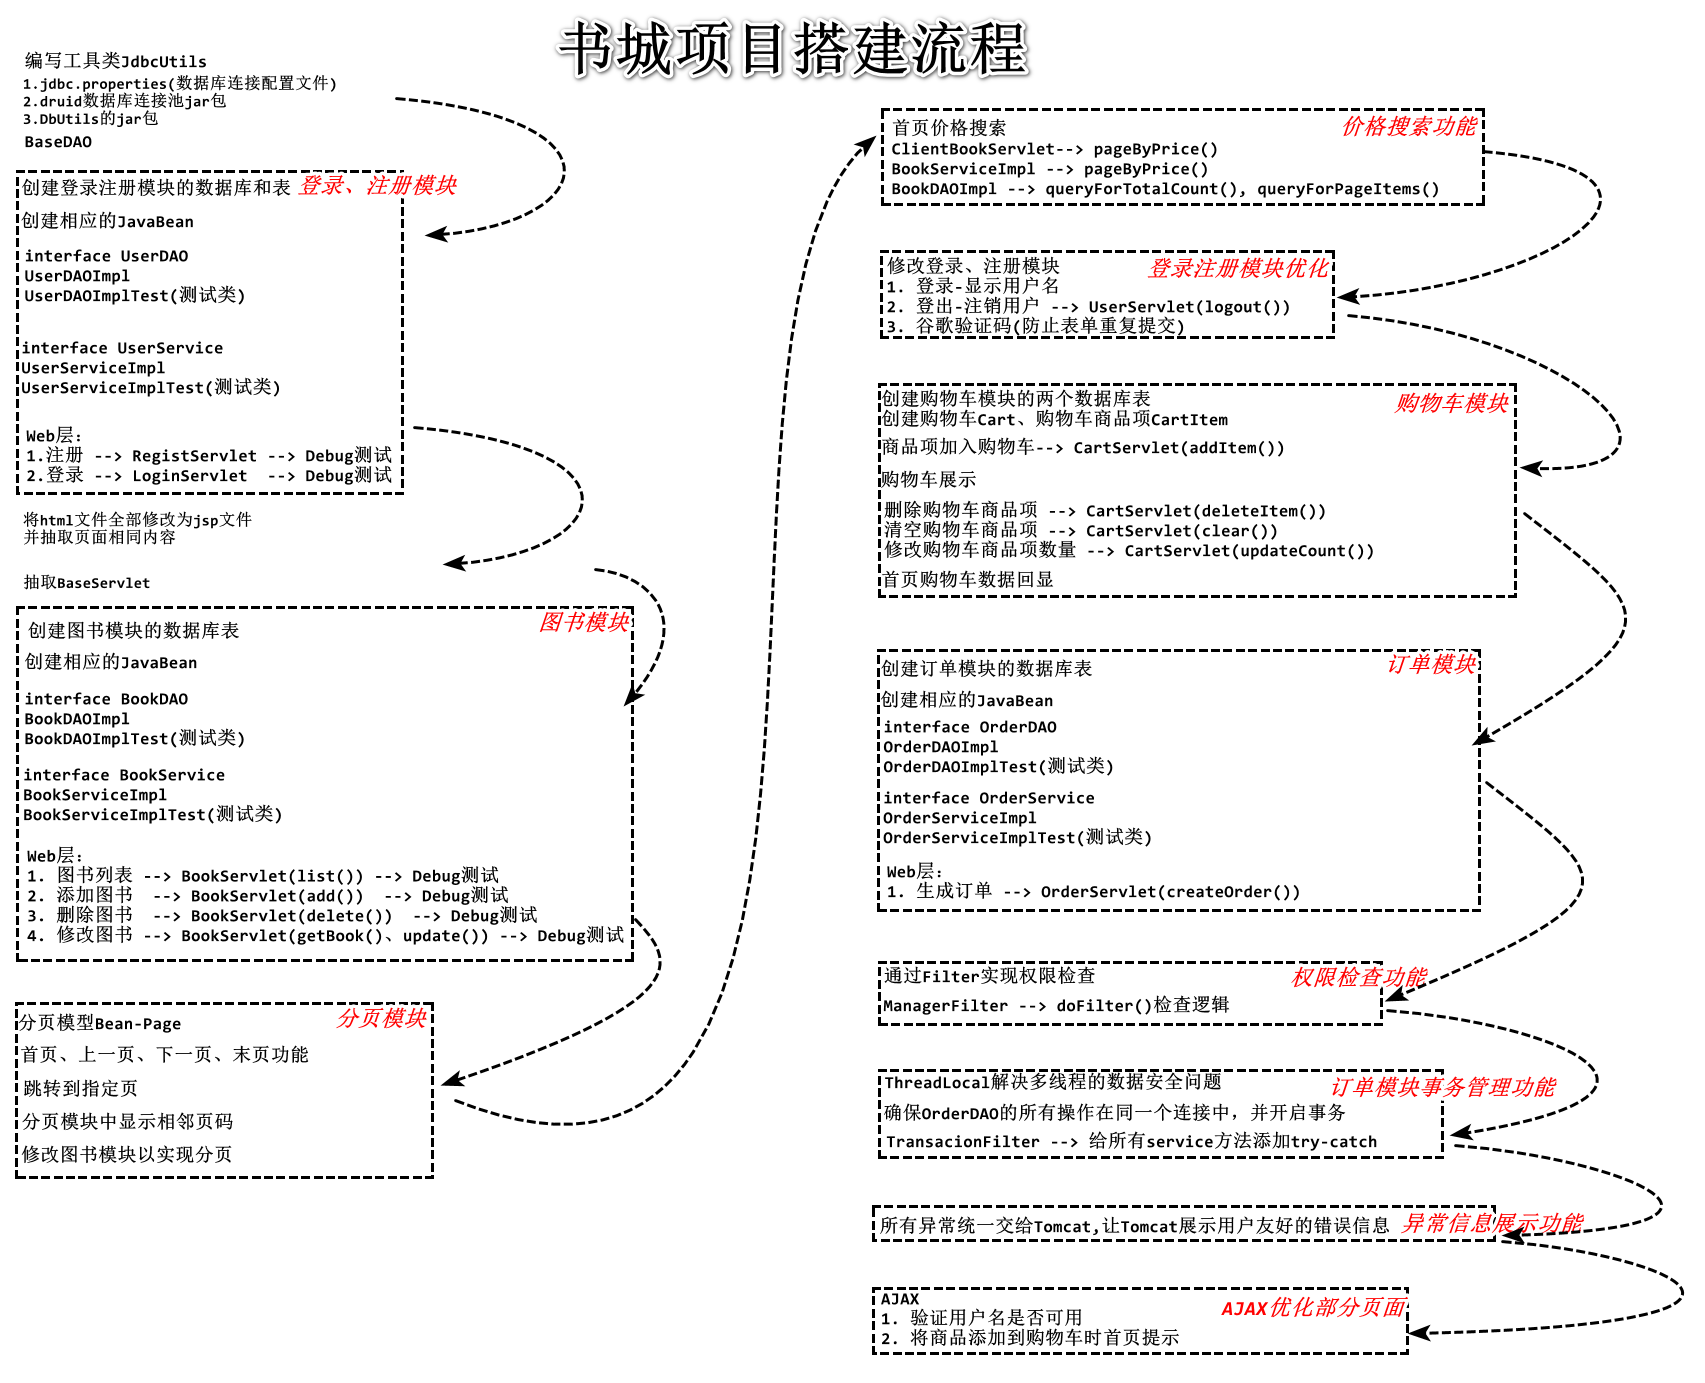 书城项目搭建流程
编写工具类JdbcUtils
1.jdbc.properties(数据库连接配置文件)
2.druid数据库连接池jar包
3.DbUtils的jar包
BaseDAO
登录、注册模块
创建登录注册模块的数据库和表
创建相应的JavaBean
interface UserDAO
UserDAOImpl
UserDAOImplTest(测试类)
interface UserService
UserServiceImpl
UserServiceImplTest(测试类)
Web层：
1.注册 --> RegistServlet --> Debug测试
2.登录 --> LoginServlet --> Debug测试
将html文件全部修改为jsp文件
并抽取页面相同内容
抽取BaseServlet
图书模块
创建图书模块的数据库表
创建相应的JavaBean
interface BookDAO
BookDAOImpl
BookDAOImplTest(测试类)
interface BookService
BookServiceImpl
BookServiceImplTest(测试类)
Web层：
1. 图书列表 --> BookServlet(list()) --> Debug测试
2. 添加图书 --> BookServlet(add()) --> Debug测试
3. 删除图书 --> BookServlet(delete()) --> Debug测试
4. 修改图书 --> BookServlet(getBook()、update()) --> Debug测试
分页模块
分页模型Bean-Page
首页、上一页、下一页、末页功能
跳转到指定页
分页模块中显示相邻页码
修改图书模块以实现分页
价格搜索功能
首页价格搜索
ClientBookServlet--> pageByPrice()
BookServiceImpl --> pageByPrice()
BookDAOImpl --> queryForTotalCount(), queryForPageItems()
登录注册模块优化
修改登录、注册模块
1. 登录-显示用户名
2. 登出-注销用户 --> UserServlet(logout())
3. 谷歌验证码(防止表单重复提交)
购物车模块
创建购物车模块的两个数据库表
创建购物车Cart、购物车商品项CartItem
商品项加入购物车--> CartServlet(addItem())
购物车展示
删除购物车商品项 --> CartServlet(deleteItem())
清空购物车商品项 --> CartServlet(clear())
修改购物车商品项数量 --> CartServlet(updateCount())
首页购物车数据回显
订单模块
创建订单模块的数据库表
创建相应的JavaBean
interface OrderDAO
OrderDAOImpl
OrderDAOImplTest(测试类)
interface OrderService
OrderServiceImpl
OrderServiceImplTest(测试类)
Web层：
1. 生成订单 --> OrderServlet(createOrder())
权限检查功能
通过Filter实现权限检查
ManagerFilter --> doFilter()检查逻辑
订单模块事务管理功能
ThreadLocal解决多线程的数据安全问题
确保OrderDAO的所有操作在同一个连接中，并开启事务
TransacionFilter --> 给所有service方法添加try-catch
异常信息展示功能
所有异常统一交给Tomcat,让Tomcat展示用户友好的错误信息
AJAX优化部分页面
AJAX
1. 验证用户名是否可用
2. 将商品添加到购物车时首页提示